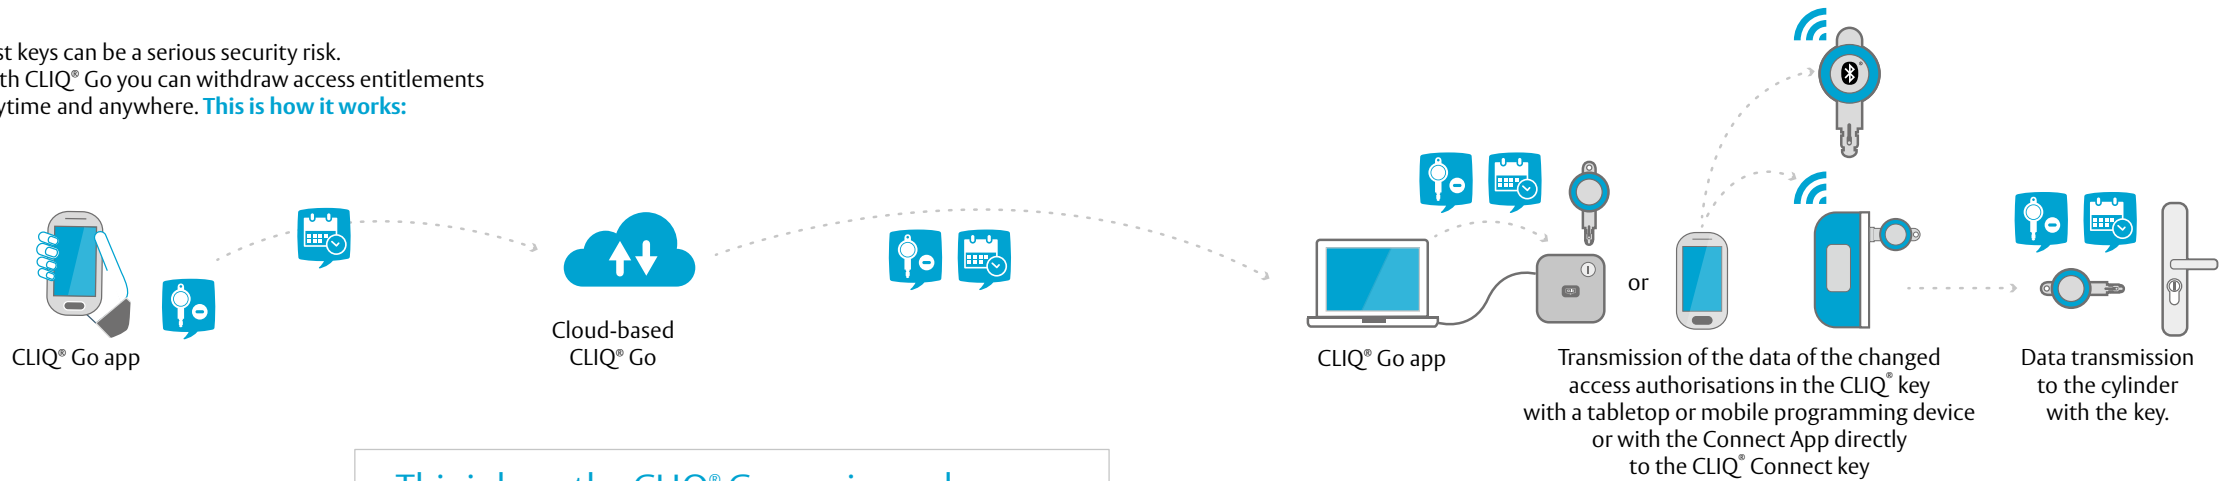 st keys can be a serious security risk.
th CLIQ® Go you can withdraw access entitlements
ytime and anywhere. This is how it works:
or
Cloud-based
CLIQ® Go
CLIQ® Go app
CLIQ® Go app
Transmission of the data of the changed
access authorisations in the CLIQ® key
with a tabletop or mobile programming device
or with the Connect App directly
to the CLIQ® Connect key
Data transmission
to the cylinder
with the key.